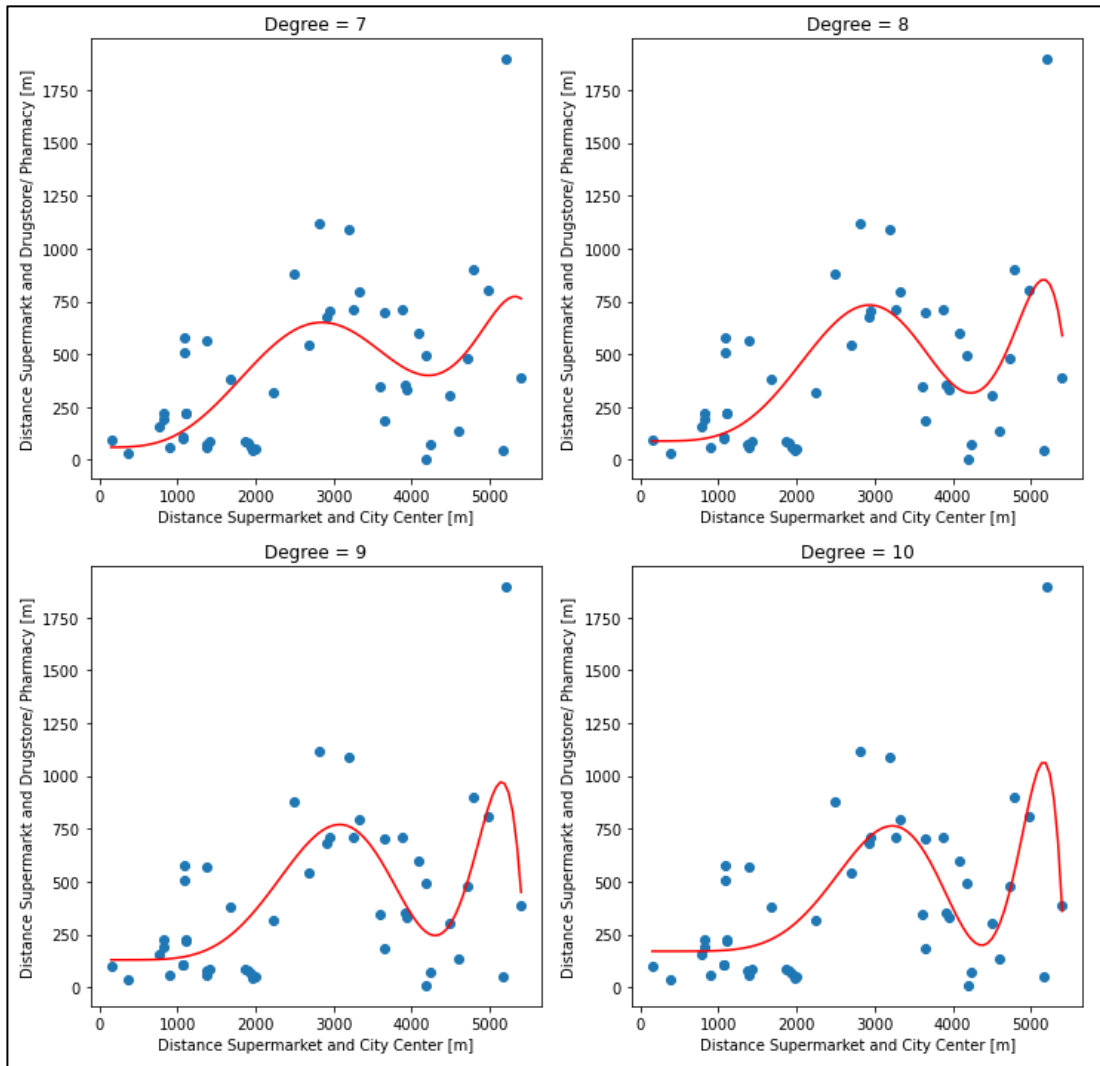 Degree = 7
Distance Supermarkt and Drugstore/ Pharmacy [m]
1750
1500
1250
1000
750
500
250
0
0 1000 2000 3000 4000 5000
Distance Supermarket and City Center [m]
Degree = 8
Distance Supermarkt and Drugstore/ Pharmacy [m]
1750
1500
1250
1000
750
500
250
0
0 1000 2000 3000 4000 5000
Distance Supermarket and City Center [m]
Degree = 9
Distance Supermarkt and Drugstore/ Pharmacy [m]
1750
1500
1250
1000
750
500
250
0
0 1000 2000 3000 4000 5000
Distance Supermarket and City Center [m]
Degree = 10
Distance Supermarkt and Drugstore/ Pharmacy [m]
1750
1500
1250
1000
750
500
250
0
0 1000 2000 3000 4000 5000
Distance Supermarket and City Center [m]